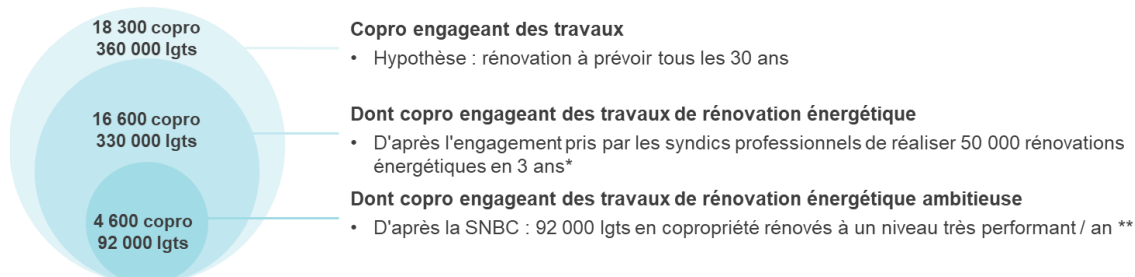 18 300 copro
360 000 lgts
Copro engageant des travaux
• Hypothèse : rénovation à prévoir tous les 30 ans
16 600 copro
330 000 lgts
Dont copro engageant des travaux de rénovation énergétique
• D'après l'engagement pris par les syndics professionnels de réaliser 50 000 rénovations
énergétiques en 3 ans*
4 600 copro
92 000 lgts
Dont copro engageant des travaux de rénovation énergétique ambitieuse
• D'après la SNBC : 92 000 lgts en copropriété rénovés à un niveau très performant / an **